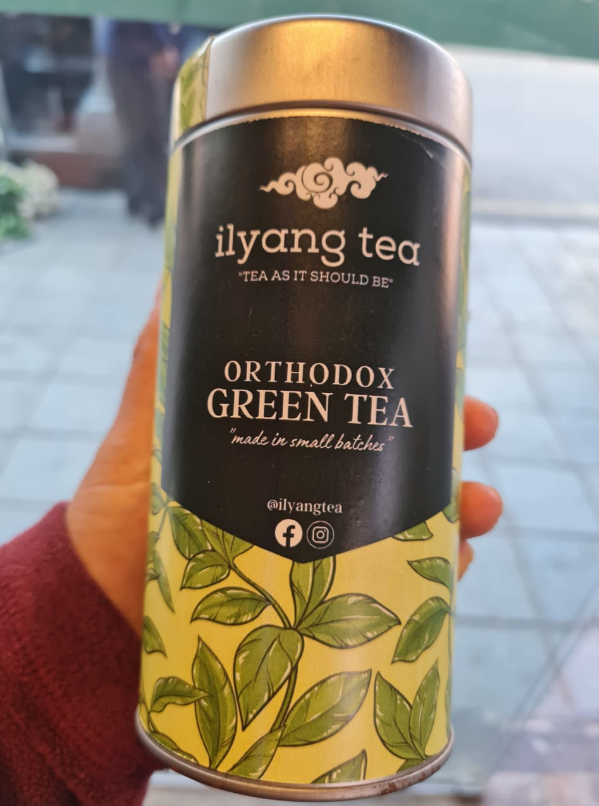 ilyang tea
"TEA AS IT SHOULD BE"
ORTHODOX
GREEN TEA
"made in small batches"
@ilyangtea